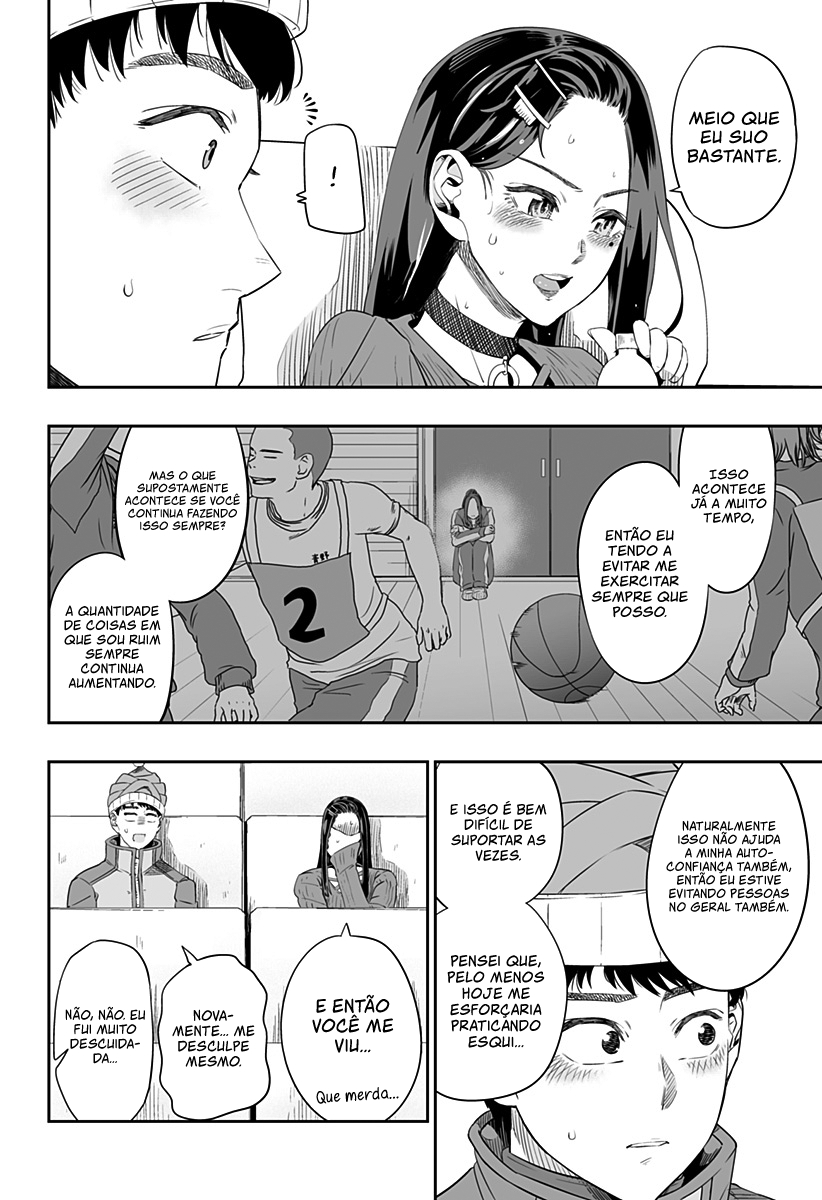 MEIO QUE
EU SUO
BASTANTE.
!
ISSO
ACONTECE
JÁ A MUITO
TEMPO,
ENTÃO EU
TENDO A
EVITAR ME
EXERCITAR
SEMPRE QUE
POSSO.
MAS O QUE
SUPOSTAMENTE
ACONTECE SE VOCÊ
CONTINUA FAZENDO
ISSO SEMPRE?
A QUANTIDADE
DE COISAS EM
QUE SOU RUIM
SEMPRE
CONTINUA
AUMENTANDO.
2
NATURALMENTE
ISSO NÃO AJUDA
A MINHA AUTO-
CONFIANÇA TAMBÉM,
ENTÃO EU ESTIVE
EVITANDO PESSOAS
NO GERAL TAMBÉM.
E ISSO É BEM
DIFÍCIL DE
SUPORTAR AS
VEZES.
PENSEI QUE,
PELO MENOS
HOJE ME
ESFORÇARIA
PRATICANDO
ESQUI...
E ENTÃO
VOCÊ ME
VIU...
Que merda...
NOVA-
MENTE... ME
DESCULPE
MESMO.
NÃO, NÃO. EU
FUI MUITO
DESCUIDA-
DA...